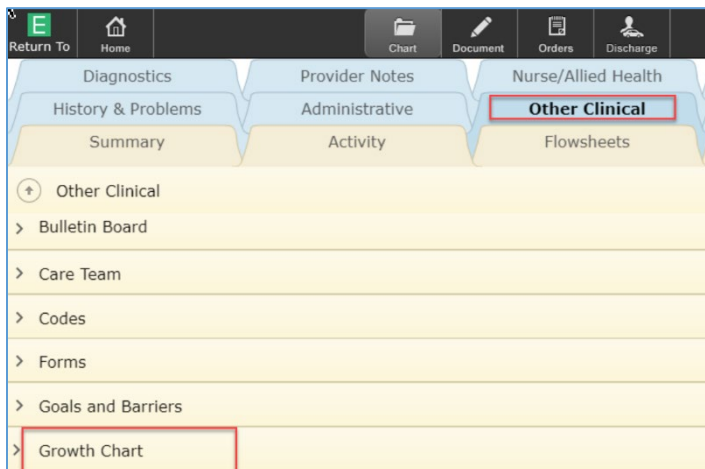 E
Return To Home Chart Document Orders Discharge
Diagnostics Provider Notes Nurse/Allied Health
History & Problems Administrative Other Clinical
Summary Activity Flowsheets
Other Clinical
Bulletin Board
Care Team
Codes
Forms
Goals and Barriers
Growth Chart